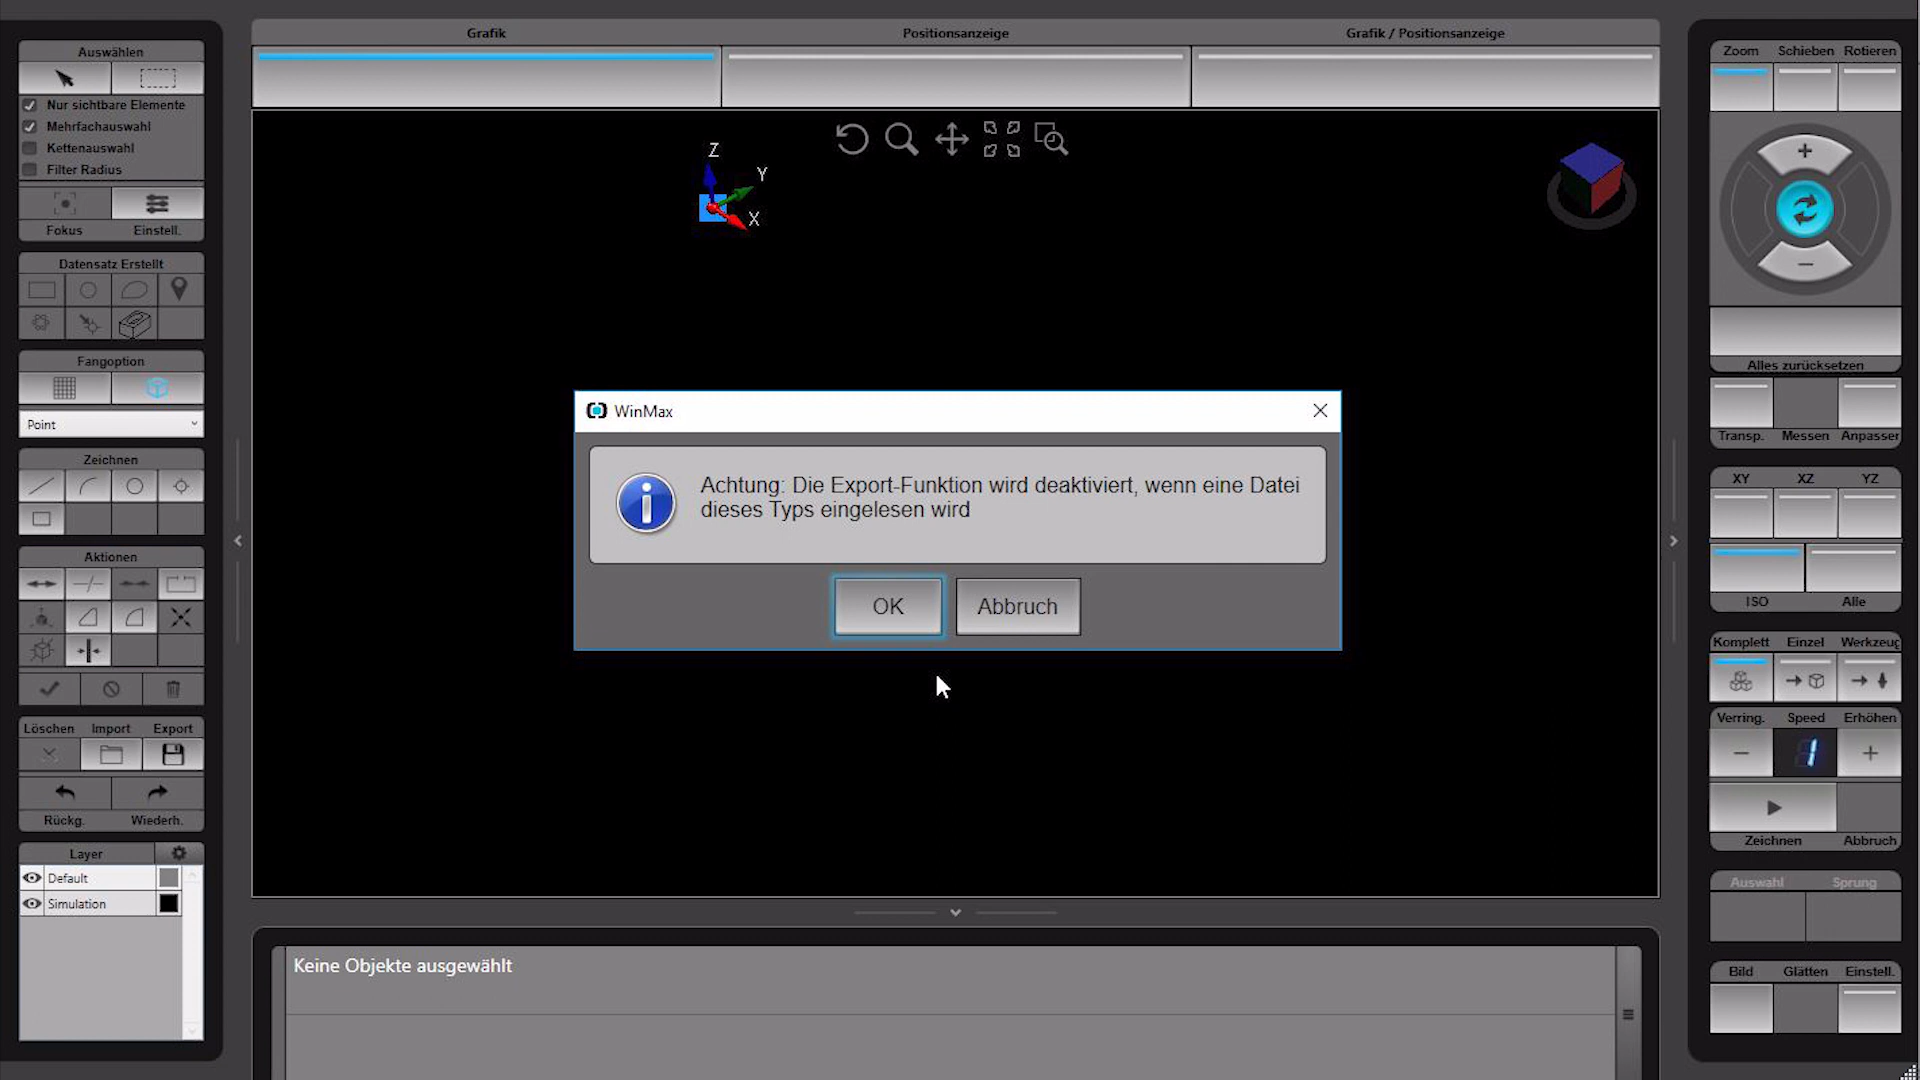 Auswählen
Nur sichtbare Elemente
Mehrfachauswahl
Kettenauswahl
Filter Radius
Fokus
Einstell.
Datensatz Erstellt
Fangoption
Point
Zeichnen
Aktionen
Löschen
Import
Export
Rückg.
Wiederh.
Layer
Default
Simulation
Grafik
Positionsanzeige
Grafik / Positionsanzeige
Z
Y
X
WinMax
Achtung: Die Export-Funktion wird deaktiviert, wenn eine Datei
dieses Typs eingelesen wird
OK
Abbruch
Keine Objekte ausgewählt
Zoom
Schieben
Rotieren
Alles zurücksetzen
Transp.
Messen
Anpasser
XY
XZ
YZ
ISO
Alle
Komplett
Einzel
Werkzeug
Verring.
Speed
Erhöhen
1
Zeichnen
Abbruch
Auswahl
Sprung
Bild
Glätten
Einstell.